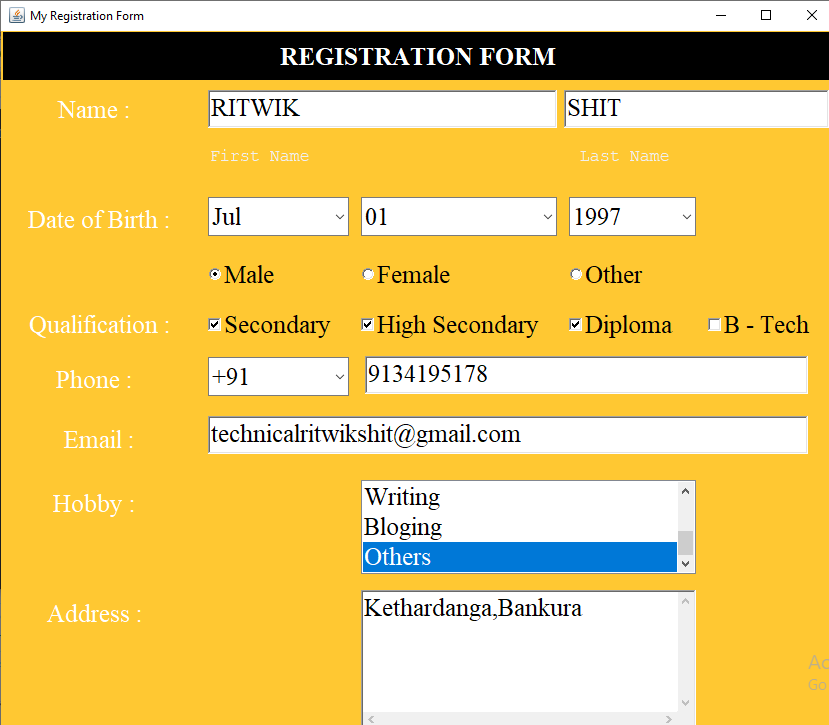 My Registration Form
REGISTRATION FORM
Name : RITWIK SHIT
First Name Last Name
Date of Birth : Jul 01 1997
Male Female Other
Qualification : Secondary High Secondary Diploma B - Tech
Phone : +91 9134195178
Email : technicalritwikshit@gmail.com
Hobby : Writing
Bloging
Others
Address : Kethardanga,Bankura